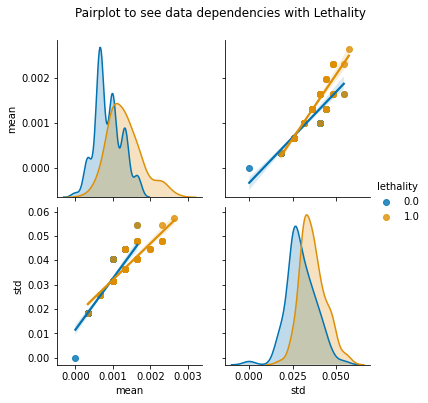 Pairplot to see data dependencies with Lethality
0.002
0.001
0.000
mean
lethality
0.0
1.0
0.06
0.05
0.04
0.03
0.02
0.01
0.00
std
0.000 0.001 0.002 0.003
mean
0.000 0.025 0.050
std